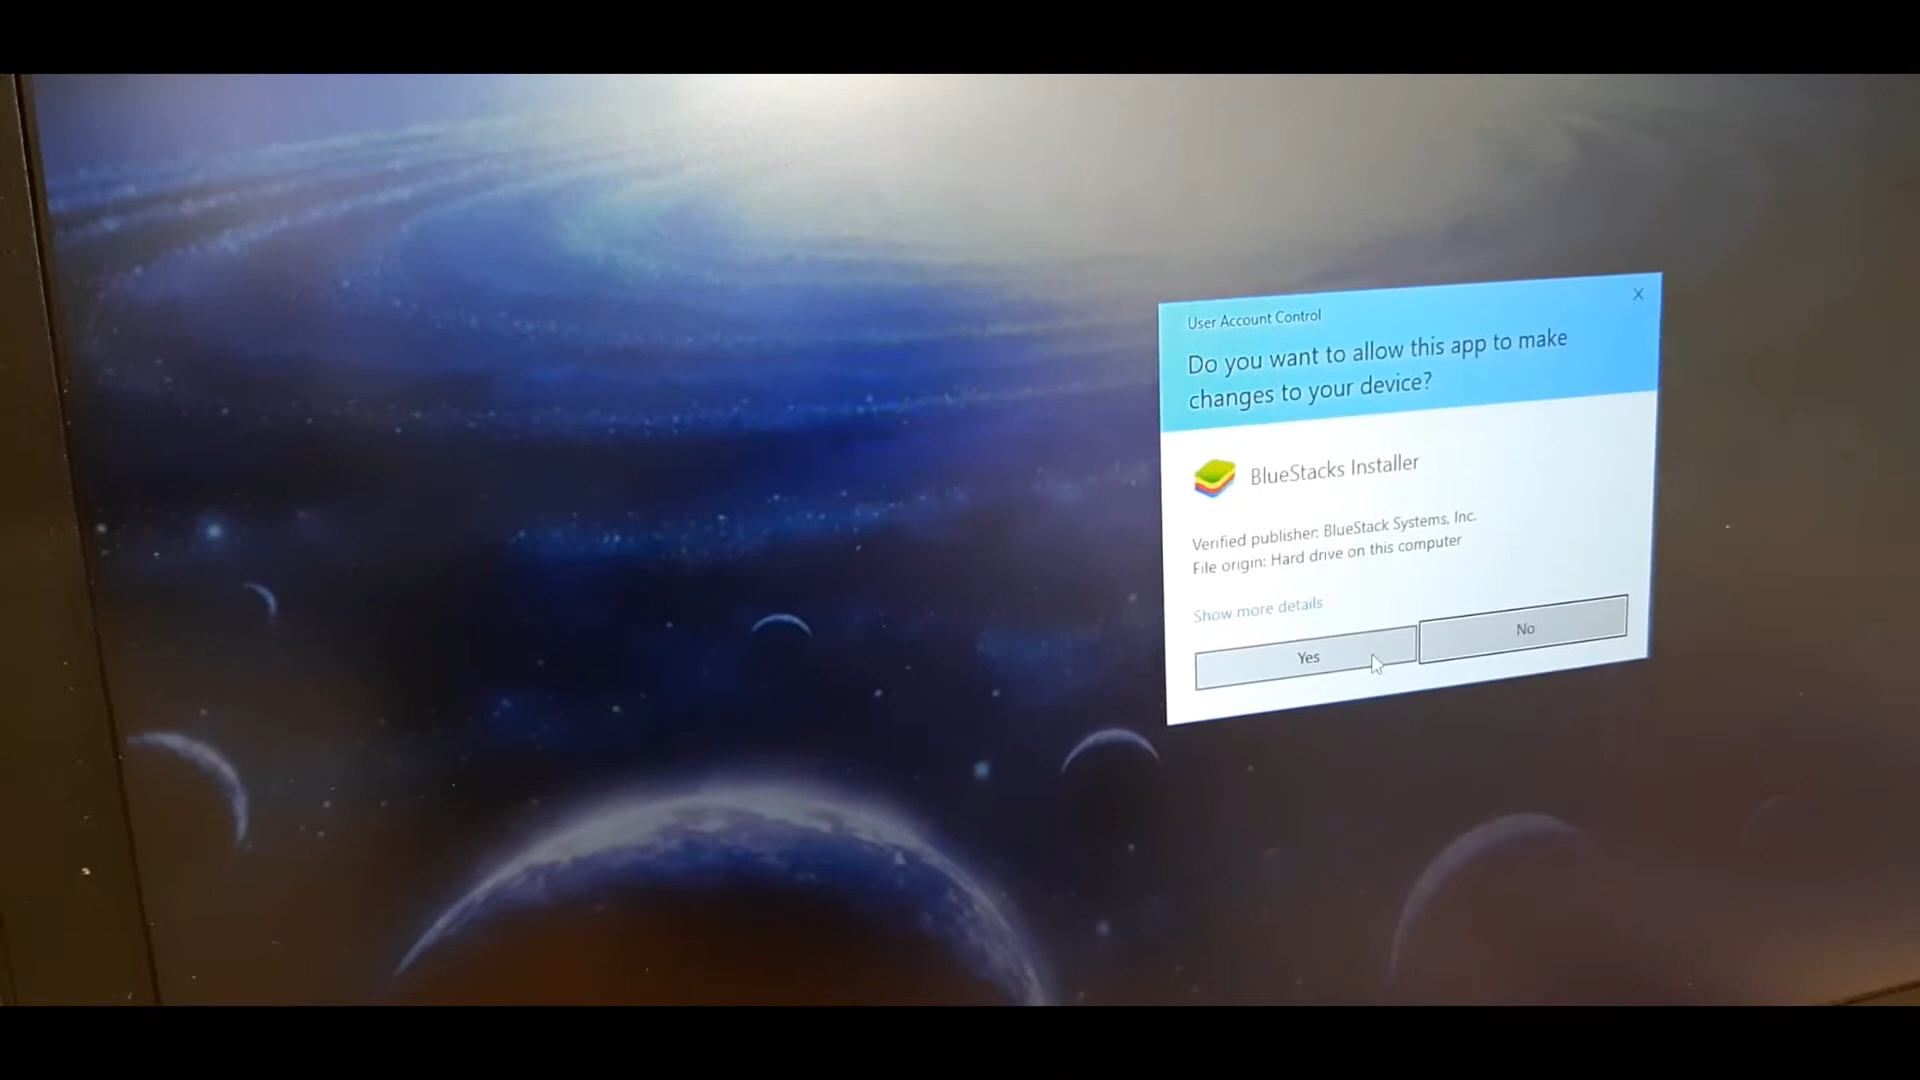 User Account Control
Do you want to allow this app to make
changes to your device?
BlueStacks Installer
Verified publisher: BlueStack Systems, Inc.
File origin: Hard drive on this computer
Show more details
Yes
No